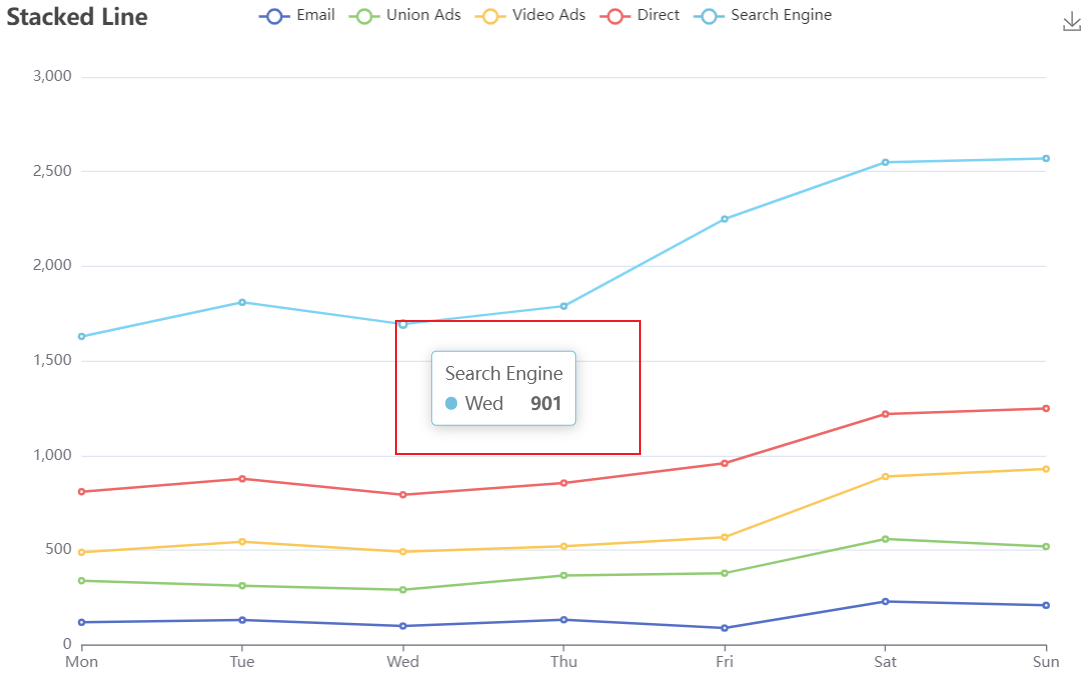 Stacked Line
Email Union Ads Video Ads Direct Search Engine
3,000
2,500
2,000
1,500
1,000
500
0
Search Engine
Wed 901
Mon Tue Wed Thu Fri Sat Sun